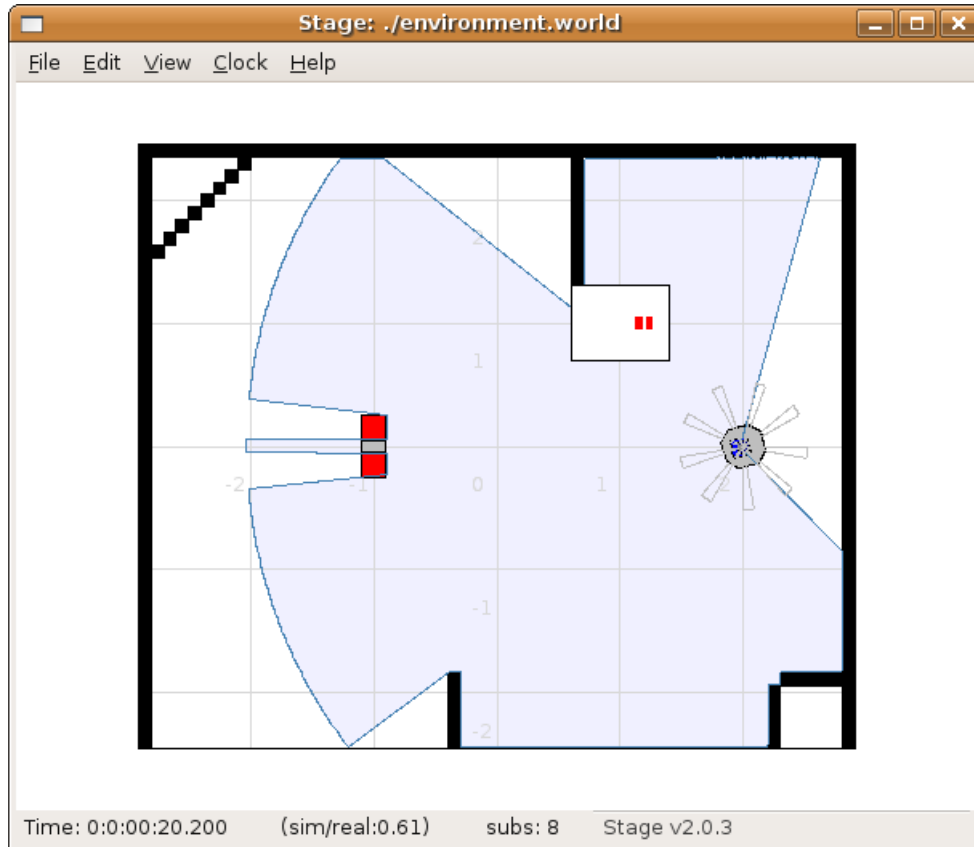 Stage: ./environment.world
File Edit View Clock Help
2
1
-2 -1 0 1 2
-1
-2
Time: 0:0:00:20.200 (sim/real:0.61) subs: 8 Stage v2.0.3